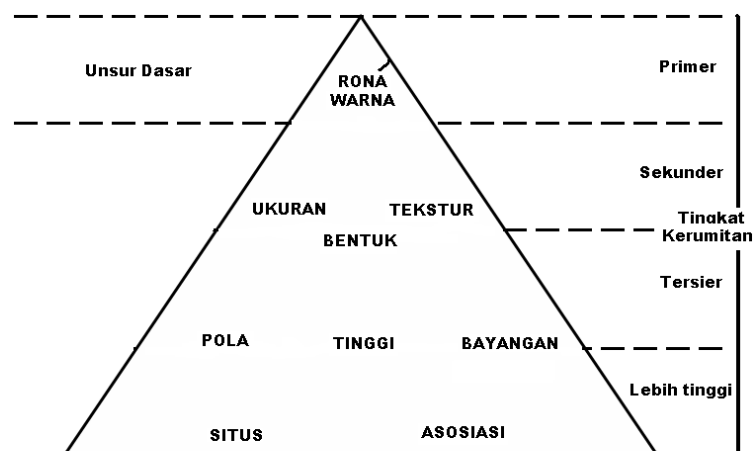 Unsur Dasar
Primer
RONA
WARNA
Sekunder
UKURAN TEKSTUR
Tingkat
BENTUK
Kerumitan
Tersier
POLA TINGGI BAYANGAN
Lebih tinggi
SITUS ASOSIASI